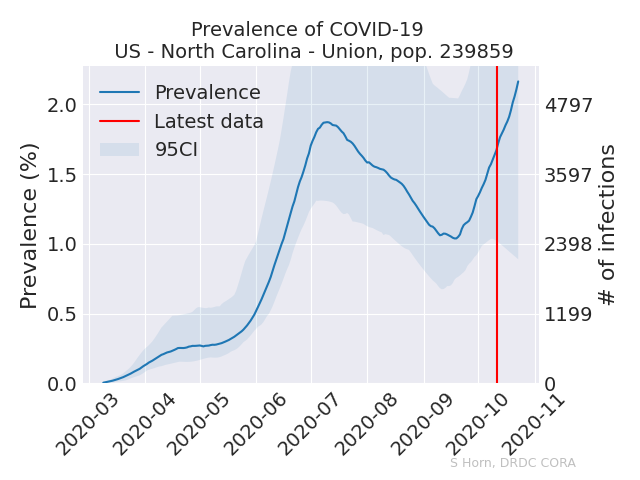 Prevalence of COVID-19
US - North Carolina - Union, pop. 239859
Prevalence
Latest data
95CI
Prevalence (%)
2.0
1.5
1.0
0.5
0.0
4797
3597
2398
1199
0
# of infections
2020-03
2020-04
2020-05
2020-06
2020-07
2020-08
2020-09
2020-10
2020-11
S Horn, DRDC CORA